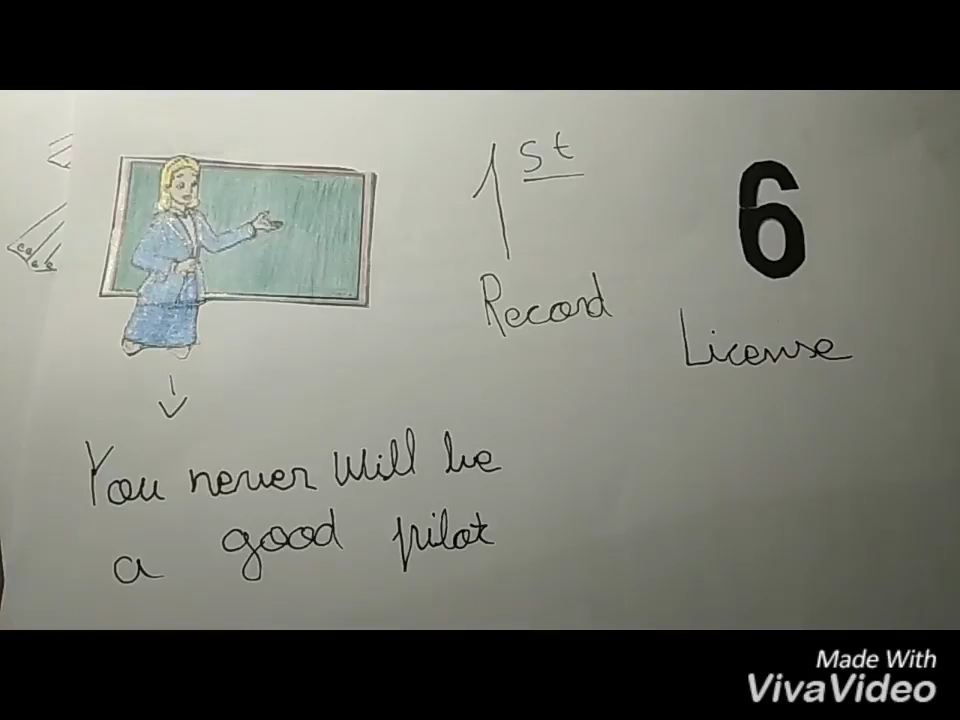 1st
Record
6
License
You never will be
a good pilot
Made With
VivaVideo